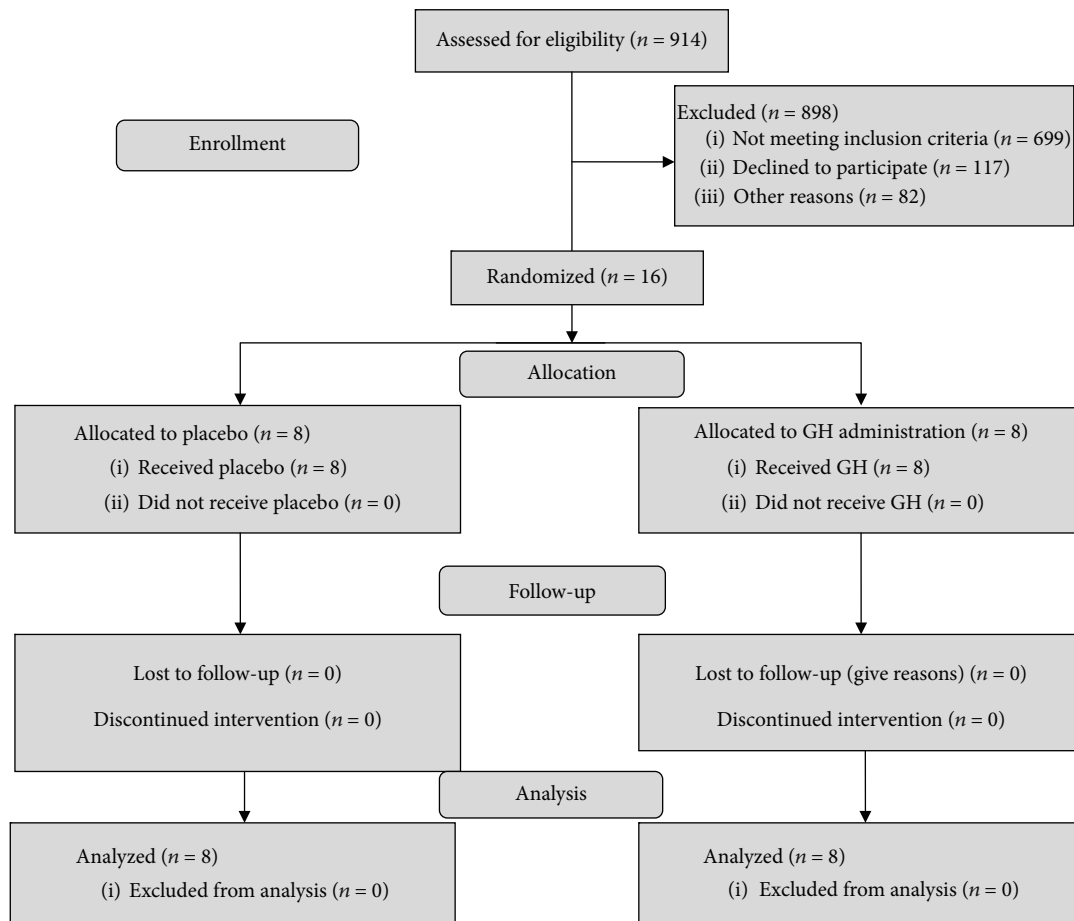 Assessed for eligibility (n = 914)
Enrollment
Excluded (n = 898)
(i) Not meeting inclusion criteria (n = 699)
(ii) Declined to participate (n = 117)
(iii) Other reasons (n = 82)
Randomized (n = 16)
Allocation
Allocated to placebo (n = 8)
(i) Received placebo (n = 8)
(ii) Did not receive placebo (n = 0)
Allocated to GH administration (n = 8)
(i) Received GH (n = 8)
(ii) Did not receive GH (n = 0)
Follow-up
Lost to follow-up (n = 0)
Discontinued intervention (n = 0)
Lost to follow-up (give reasons) (n = 0)
Discontinued intervention (n = 0)
Analysis
Analyzed (n = 8)
(i) Excluded from analysis (n = 0)
Analyzed (n = 8)
(i) Excluded from analysis (n = 0)